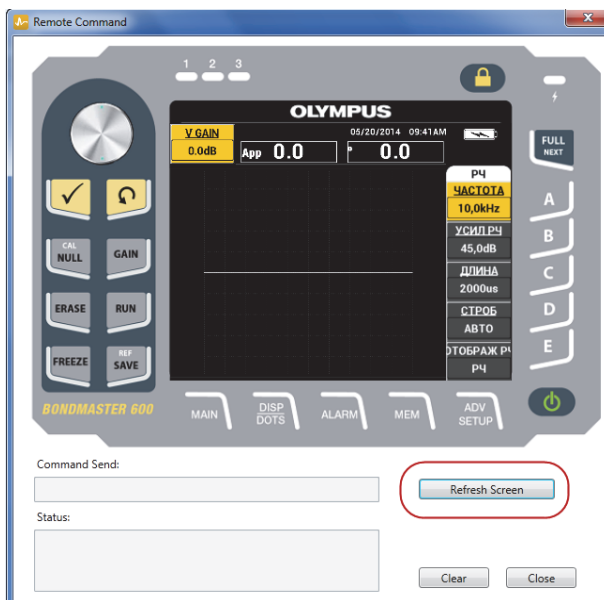 Remote Command
1 2 3
OLYMPUS
V GAIN
0.0dB
05/20/2014 09:41AM
App 0.0
° 0.0
РЧ
ЧАСТОТА
10,0kHz
УСИЛ РЧ
45,0dB
ДЛИНА
2000us
СТРОБ
АВТО
ОТОБРАЖ РЧ
РЧ
FULL
NEXT
A
B
C
D
E
CAL
NULL
GAIN
ERASE
RUN
FREEZE
REF
SAVE
BONDMASTER 600
MAIN
DISP
DOTS
ALARM
MEM
ADV
SETUP
Command Send:
Refresh Screen
Status:
Clear
Close